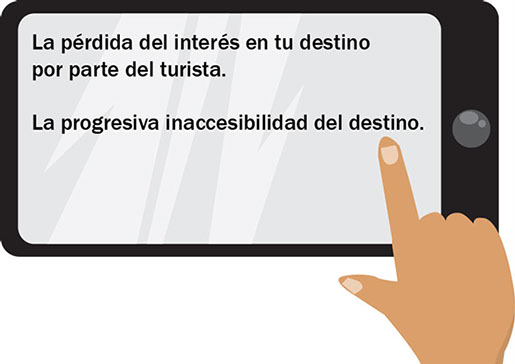 La pérdida del interés en tu destino
por parte del turista.
La progresiva inaccesibilidad del destino.